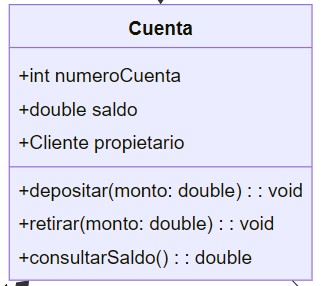 Cuenta
+int numeroCuenta
+double saldo
+Cliente propietario
+depositar(monto: double) : : void
+retirar(monto: double) : : void
+consultarSaldo() : : double